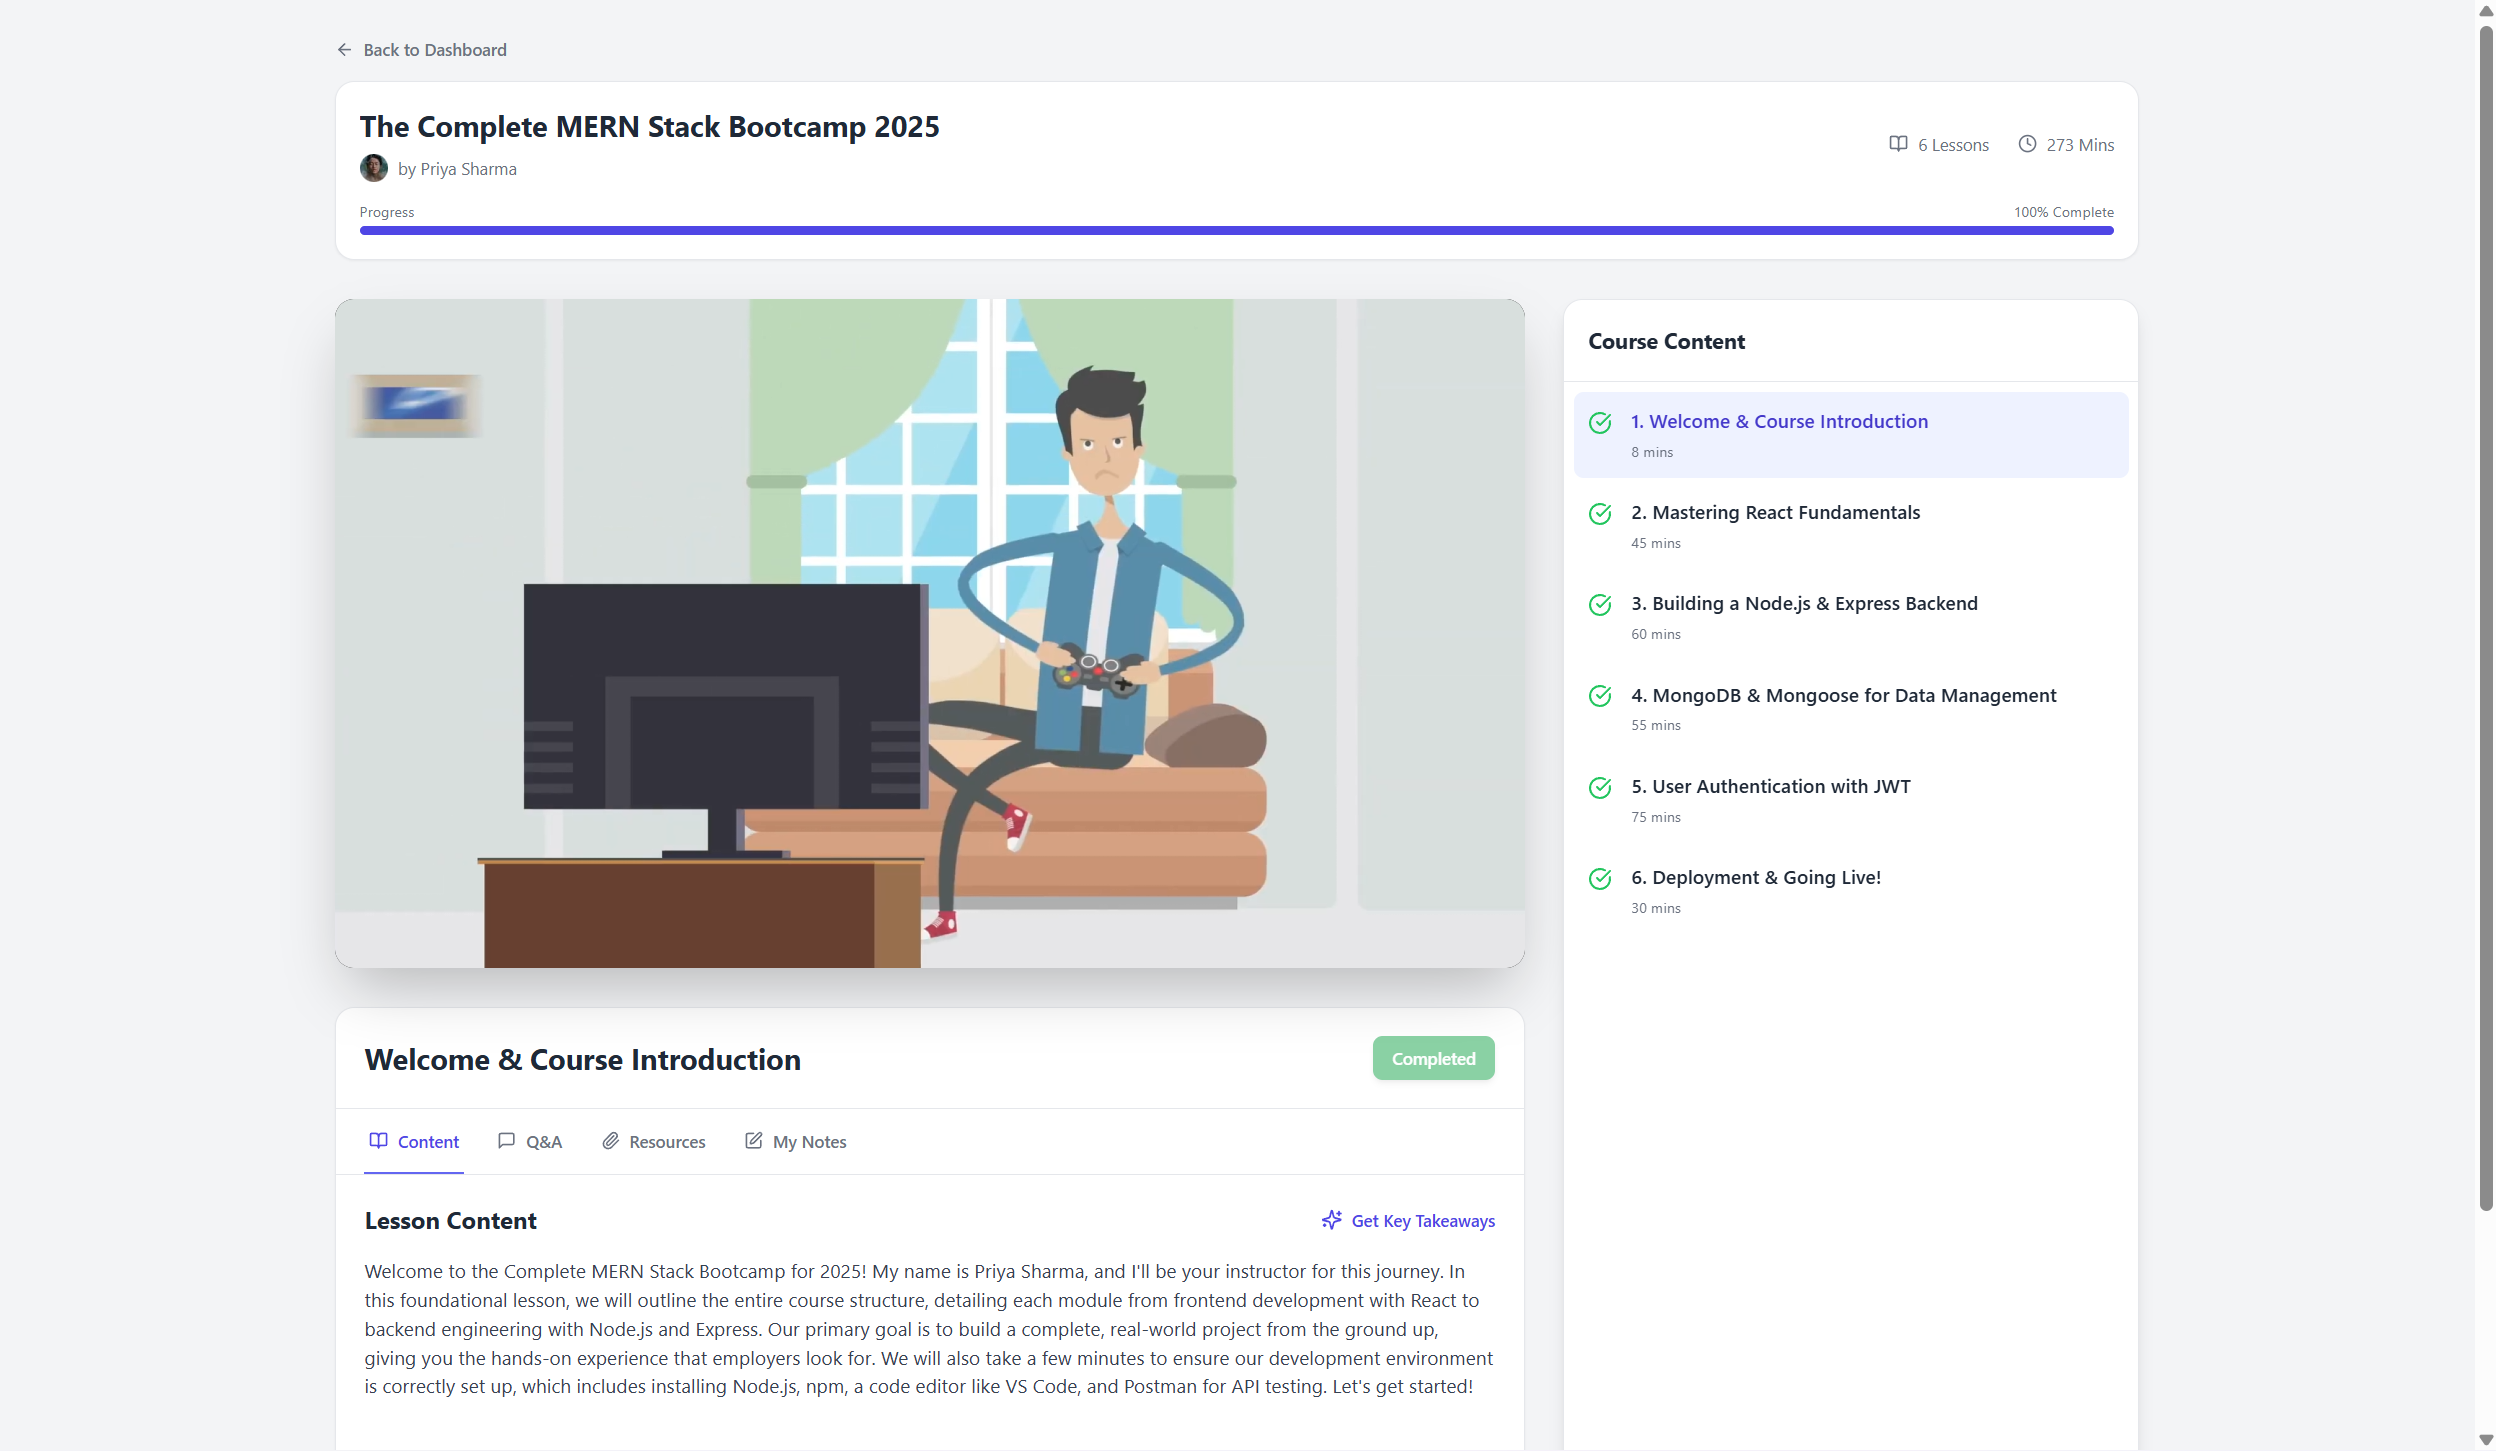 Back to Dashboard
The Complete MERN Stack Bootcamp 2025
by Priya Sharma
6 Lessons
273 Mins
Progress
100% Complete
Course Content
1. Welcome & Course Introduction
8 mins
2. Mastering React Fundamentals
45 mins
3. Building a Node.js & Express Backend
60 mins
4. MongoDB & Mongoose for Data Management
55 mins
5. User Authentication with JWT
75 mins
6. Deployment & Going Live!
30 mins
Welcome & Course Introduction
Completed
Content
Q&A
Resources
My Notes
Lesson Content
Get Key Takeaways
Welcome to the Complete MERN Stack Bootcamp for 2025! My name is Priya Sharma, and I'll be your instructor for this journey. In
this foundational lesson, we will outline the entire course structure, detailing each module from frontend development with React to
backend engineering with Node.js and Express. Our primary goal is to build a complete, real-world project from the ground up,
giving you the hands-on experience that employers look for. We will also take a few minutes to ensure our development environment
is correctly set up, which includes installing Node.js, npm, a code editor like VS Code, and Postman for API testing. Let's get started!